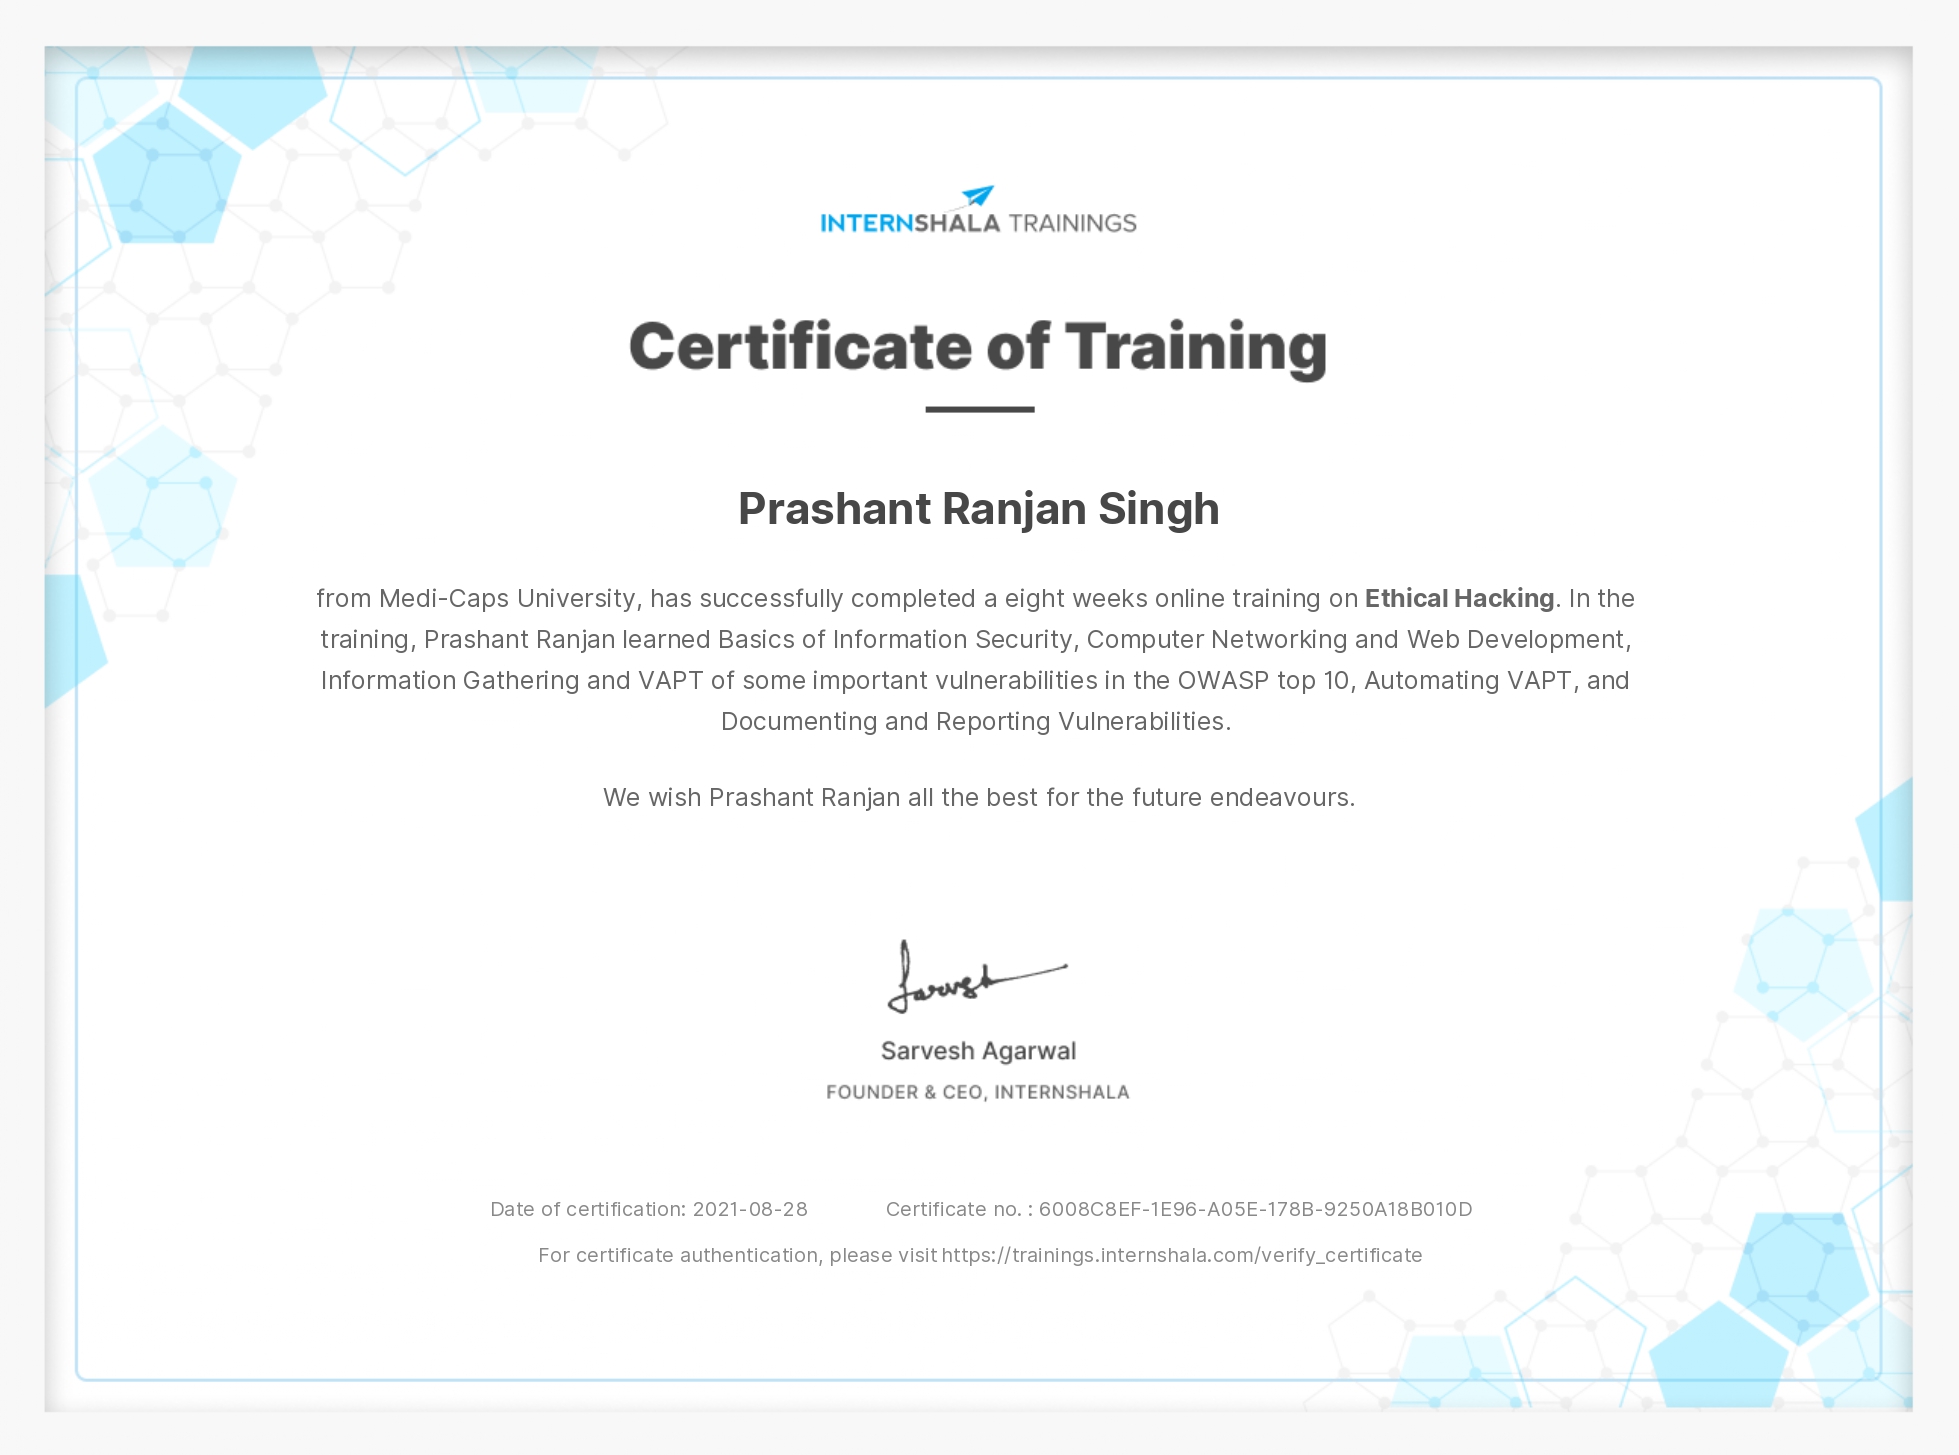 INTERNSHALA TRAININGS
Certificate of Training
Prashant Ranjan Singh
from Medi-Caps University, has successfully completed a eight weeks online training on Ethical Hacking. In the
training, Prashant Ranjan learned Basics of Information Security, Computer Networking and Web Development,
Information Gathering and VAPT of some important vulnerabilities in the OWASP top 10, Automating VAPT, and
Documenting and Reporting Vulnerabilities.
We wish Prashant Ranjan all the best for the future endeavours.
Sarvesh
Sarvesh Agarwal
FOUNDER & CEO, INTERNSHALA
Date of certification: 2021-08-28 Certificate no. : 6008C8EF-1E96-A05E-178B-9250A18B010D
For certificate authentication, please visit https://trainings.internshala.com/verify_certificate